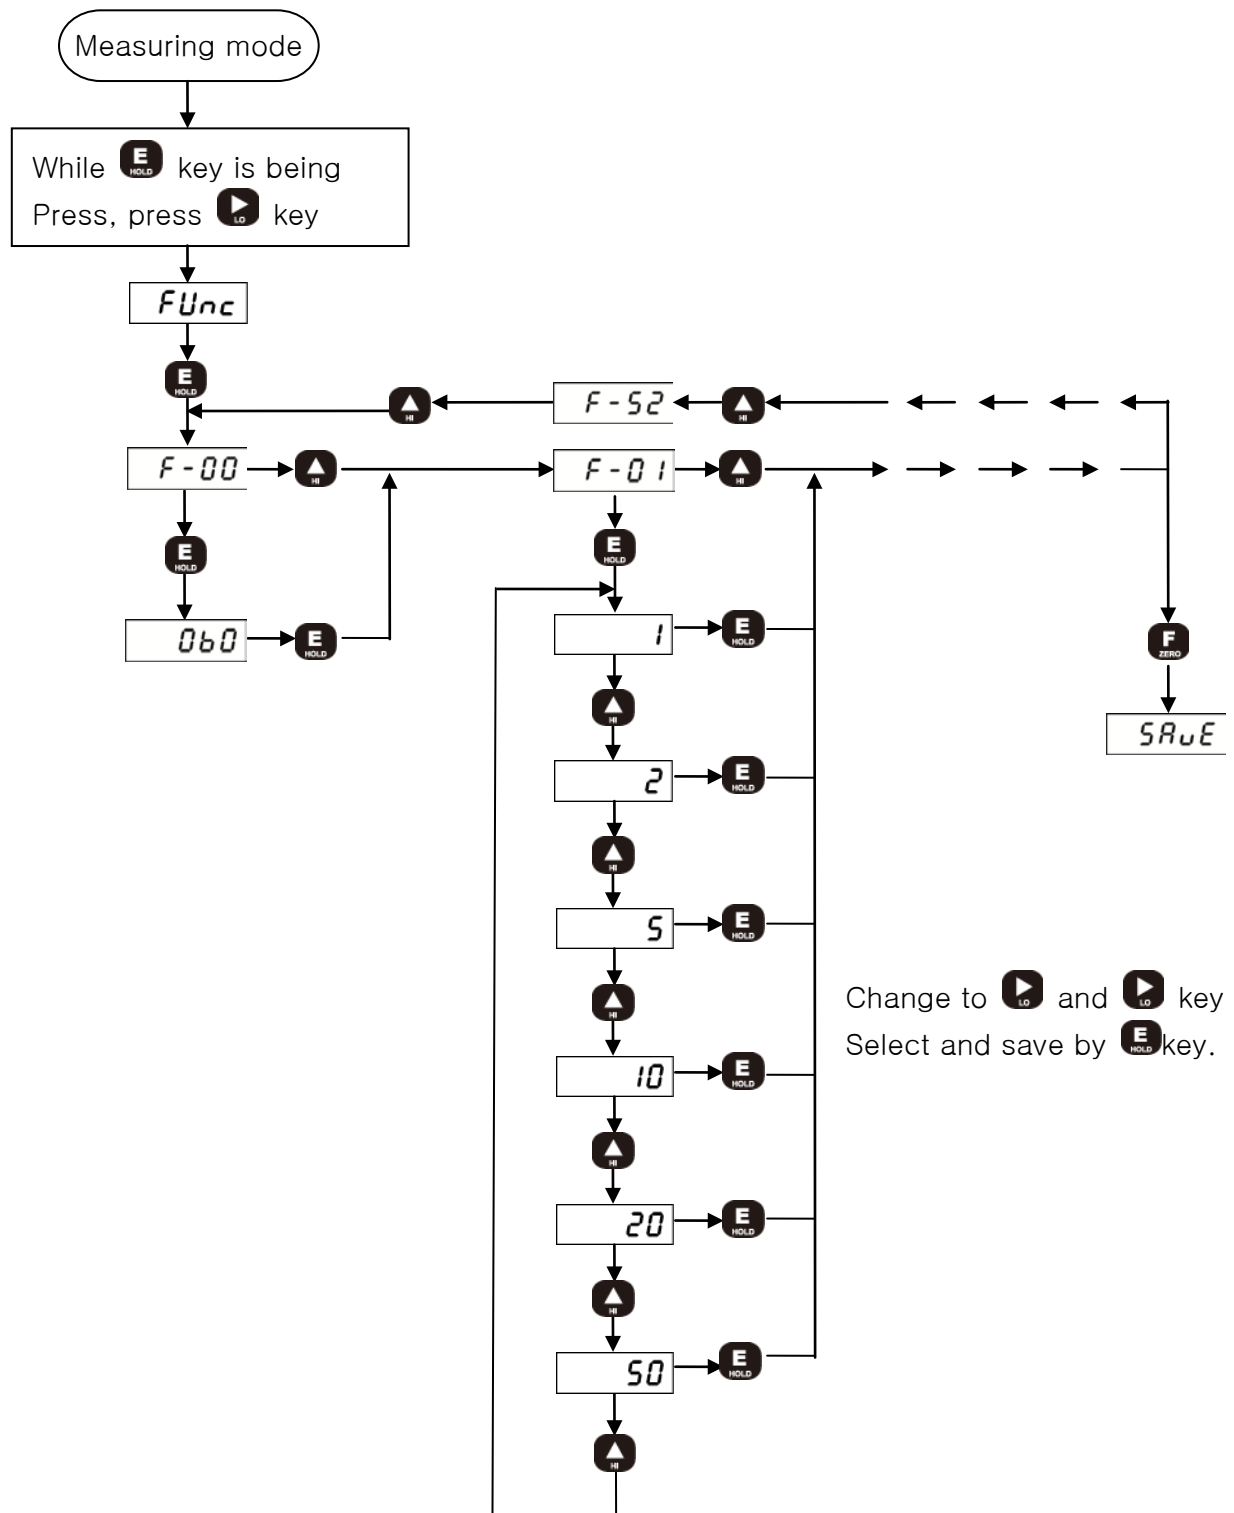 Measuring mode
While E HOLD key is being
Press, press LO key
FUnc
E HOLD
HI
F-52
HI
F-00
HI
F-01
HI
E HOLD
E HOLD
0b0
E HOLD
1
E HOLD
F ZERO
HI
SAvE
2
E HOLD
HI
5
E HOLD
HI
Change to LO and LO key
Select and save by E HOLD key.
10
E HOLD
HI
20
E HOLD
HI
50
E HOLD
HI